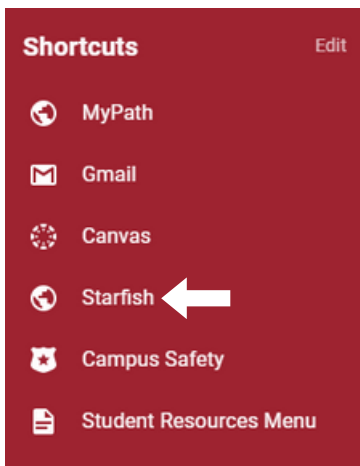 Shortcuts Edit
MyPath
Gmail
Canvas
Starfish
Campus Safety
Student Resources Menu